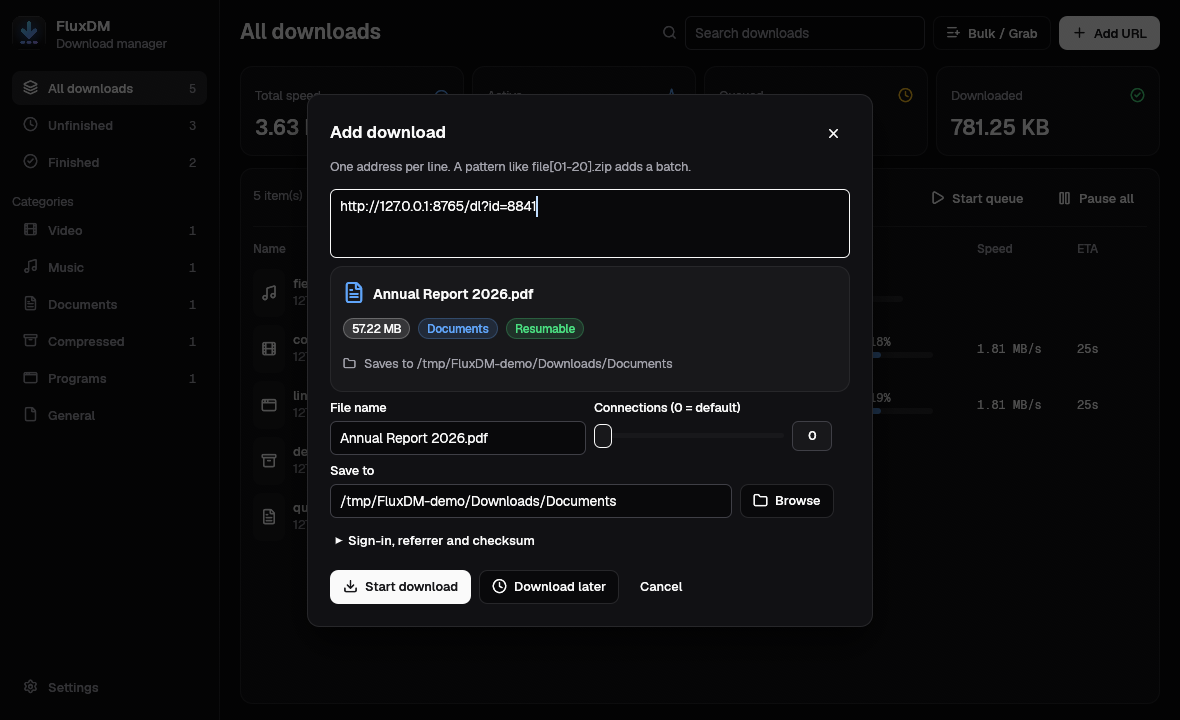 FluxDM
Download manager
All downloads
Search downloads
Bulk / Grab
Add URL
All downloads 5
Unfinished 3
Finished 2
Categories
Video 1
Music 1
Documents 1
Compressed 1
Programs 1
General
Settings
Total speed
3.63
Active
Queued
Downloaded
781.25 KB
5 item(s)
Start queue
Pause all
Name
Speed
ETA
1.81 MB/s
25s
1.81 MB/s
25s
Add download
One address per line. A pattern like file[01-20].zip adds a batch.
http://127.0.0.1:8765/dl?id=8841
Annual Report 2026.pdf
57.22 MB
Documents
Resumable
Saves to /tmp/FluxDM-demo/Downloads/Documents
File name
Connections (0 = default)
Annual Report 2026.pdf
0
Save to
/tmp/FluxDM-demo/Downloads/Documents
Browse
Sign-in, referrer and checksum
Start download
Download later
Cancel